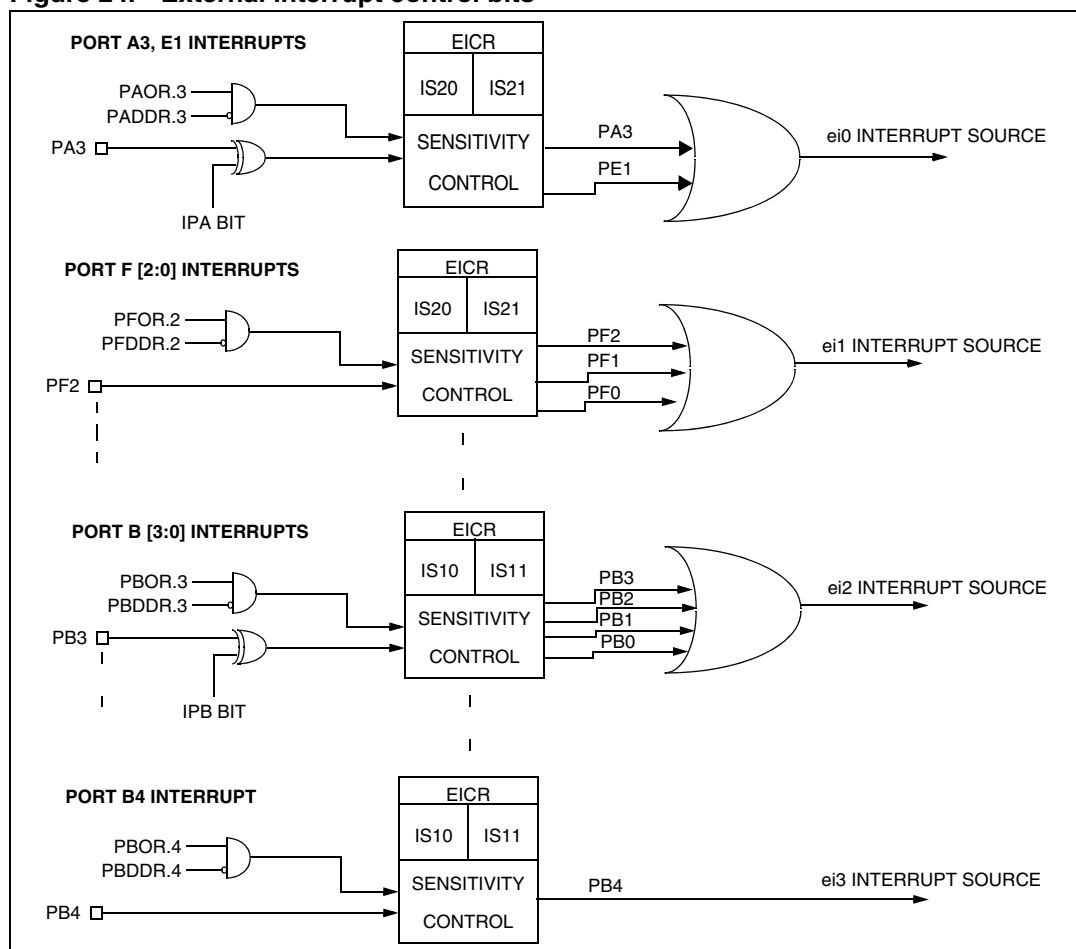 Figure 24. External interrupt control bits
PORT A3, E1 INTERRUPTS
EICR
IS20 IS21
PAOR.3
PADDR.3
PA3
IPA BIT
SENSITIVITY
CONTROL
PA3
PE1
ei0 INTERRUPT SOURCE
PORT F [2:0] INTERRUPTS
EICR
IS20 IS21
PFOR.2
PFDDR.2
PF2
SENSITIVITY
CONTROL
PF2
PF1
PF0
ei1 INTERRUPT SOURCE
PORT B [3:0] INTERRUPTS
EICR
IS10 IS11
PBOR.3
PBDDR.3
PB3
IPB BIT
SENSITIVITY
CONTROL
PB3
PB2
PB1
PB0
ei2 INTERRUPT SOURCE
PORT B4 INTERRUPT
EICR
IS10 IS11
PBOR.4
PBDDR.4
PB4
SENSITIVITY
CONTROL
PB4
ei3 INTERRUPT SOURCE